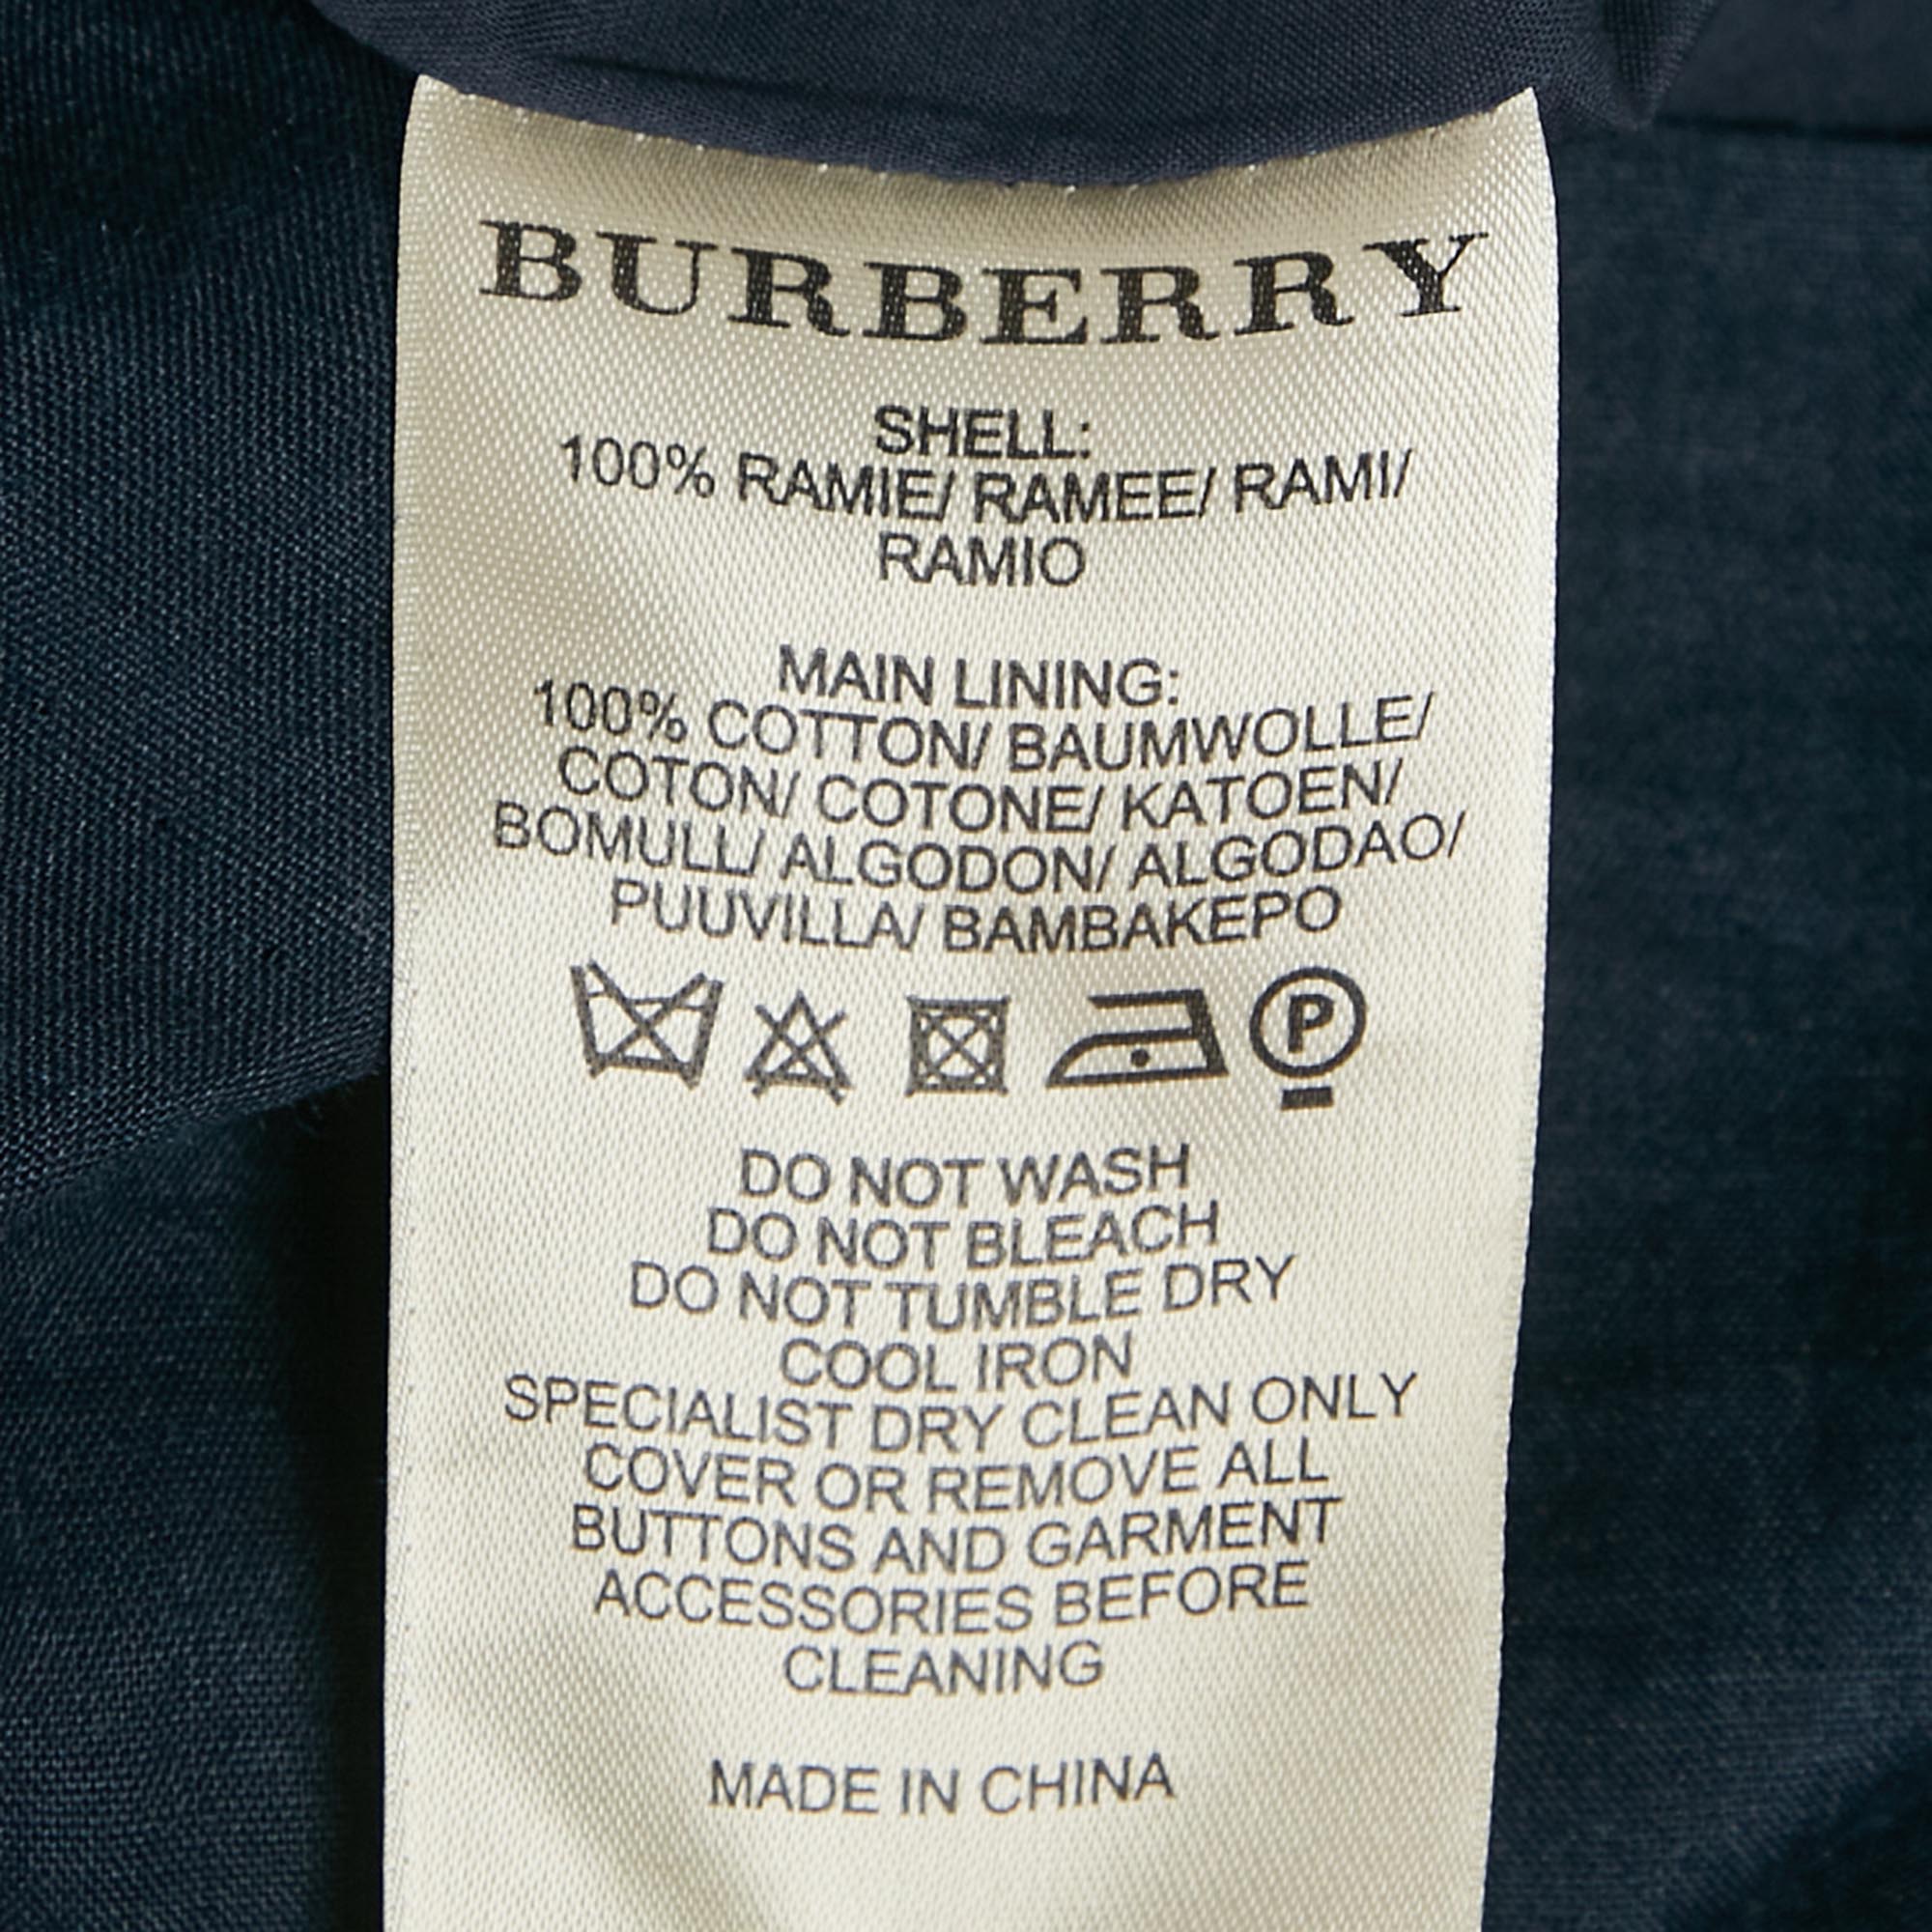 BURBERRY
SHELL:
100% RAMIE/ RAMEE/ RAMI/
RAMIO
MAIN LINING:
100% COTTON/ BAUMWOLLE/
COTON/ COTONE/ KATOEN/
BOMULL/ ALGODON/ ALGODAO/
PUUVILLA/ BAMBAKEPO
P
DO NOT WASH
DO NOT BLEACH
DO NOT TUMBLE DRY
COOL IRON
SPECIALIST DRY CLEAN ONLY
COVER OR REMOVE ALL
BUTTONS AND GARMENT
ACCESSORIES BEFORE
CLEANING
MADE IN CHINA